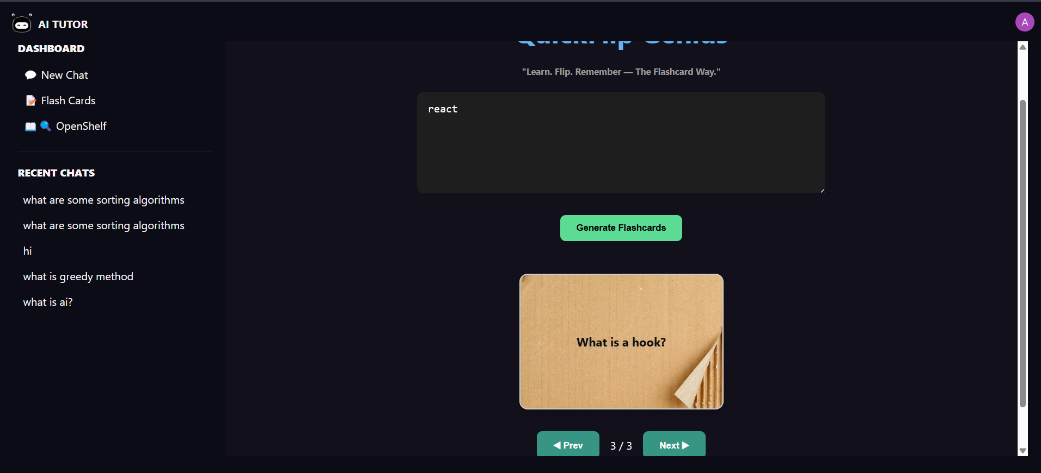 AI TUTOR
A
DASHBOARD
New Chat
Flash Cards
OpenShelf
RECENT CHATS
what are some sorting algorithms
what are some sorting algorithms
hi
what is greedy method
what is ai?
"Learn. Flip. Remember — The Flashcard Way."
react
Generate Flashcards
What is a hook?
◀ Prev
3 / 3
Next ▶